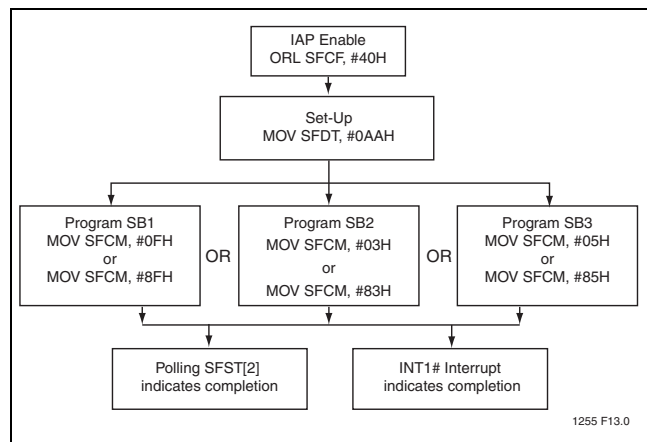 IAP Enable
ORL SFCF, #40H
Set-Up
MOV SFDT, #0AAH
Program SB1
MOV SFCM, #0FH
or
MOV SFCM, #8FH
OR
Program SB2
MOV SFCM, #03H
or
MOV SFCM, #83H
OR
Program SB3
MOV SFCM, #05H
or
MOV SFCM, #85H
Polling SFST[2]
indicates completion
INT1# Interrupt
indicates completion
1255 F13.0